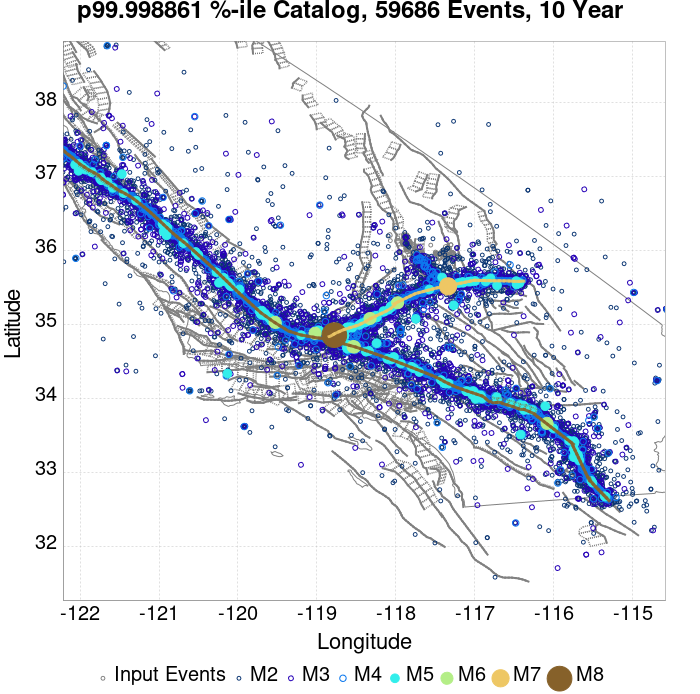 p99.998861 %-ile Catalog, 59686 Events, 10 Year
38
37
36
35
34
33
32
Latitude
-122 -121 -120 -119 -118 -117 -116 -115
Longitude
Input Events M2 M3 M4 M5 M6 M7 M8